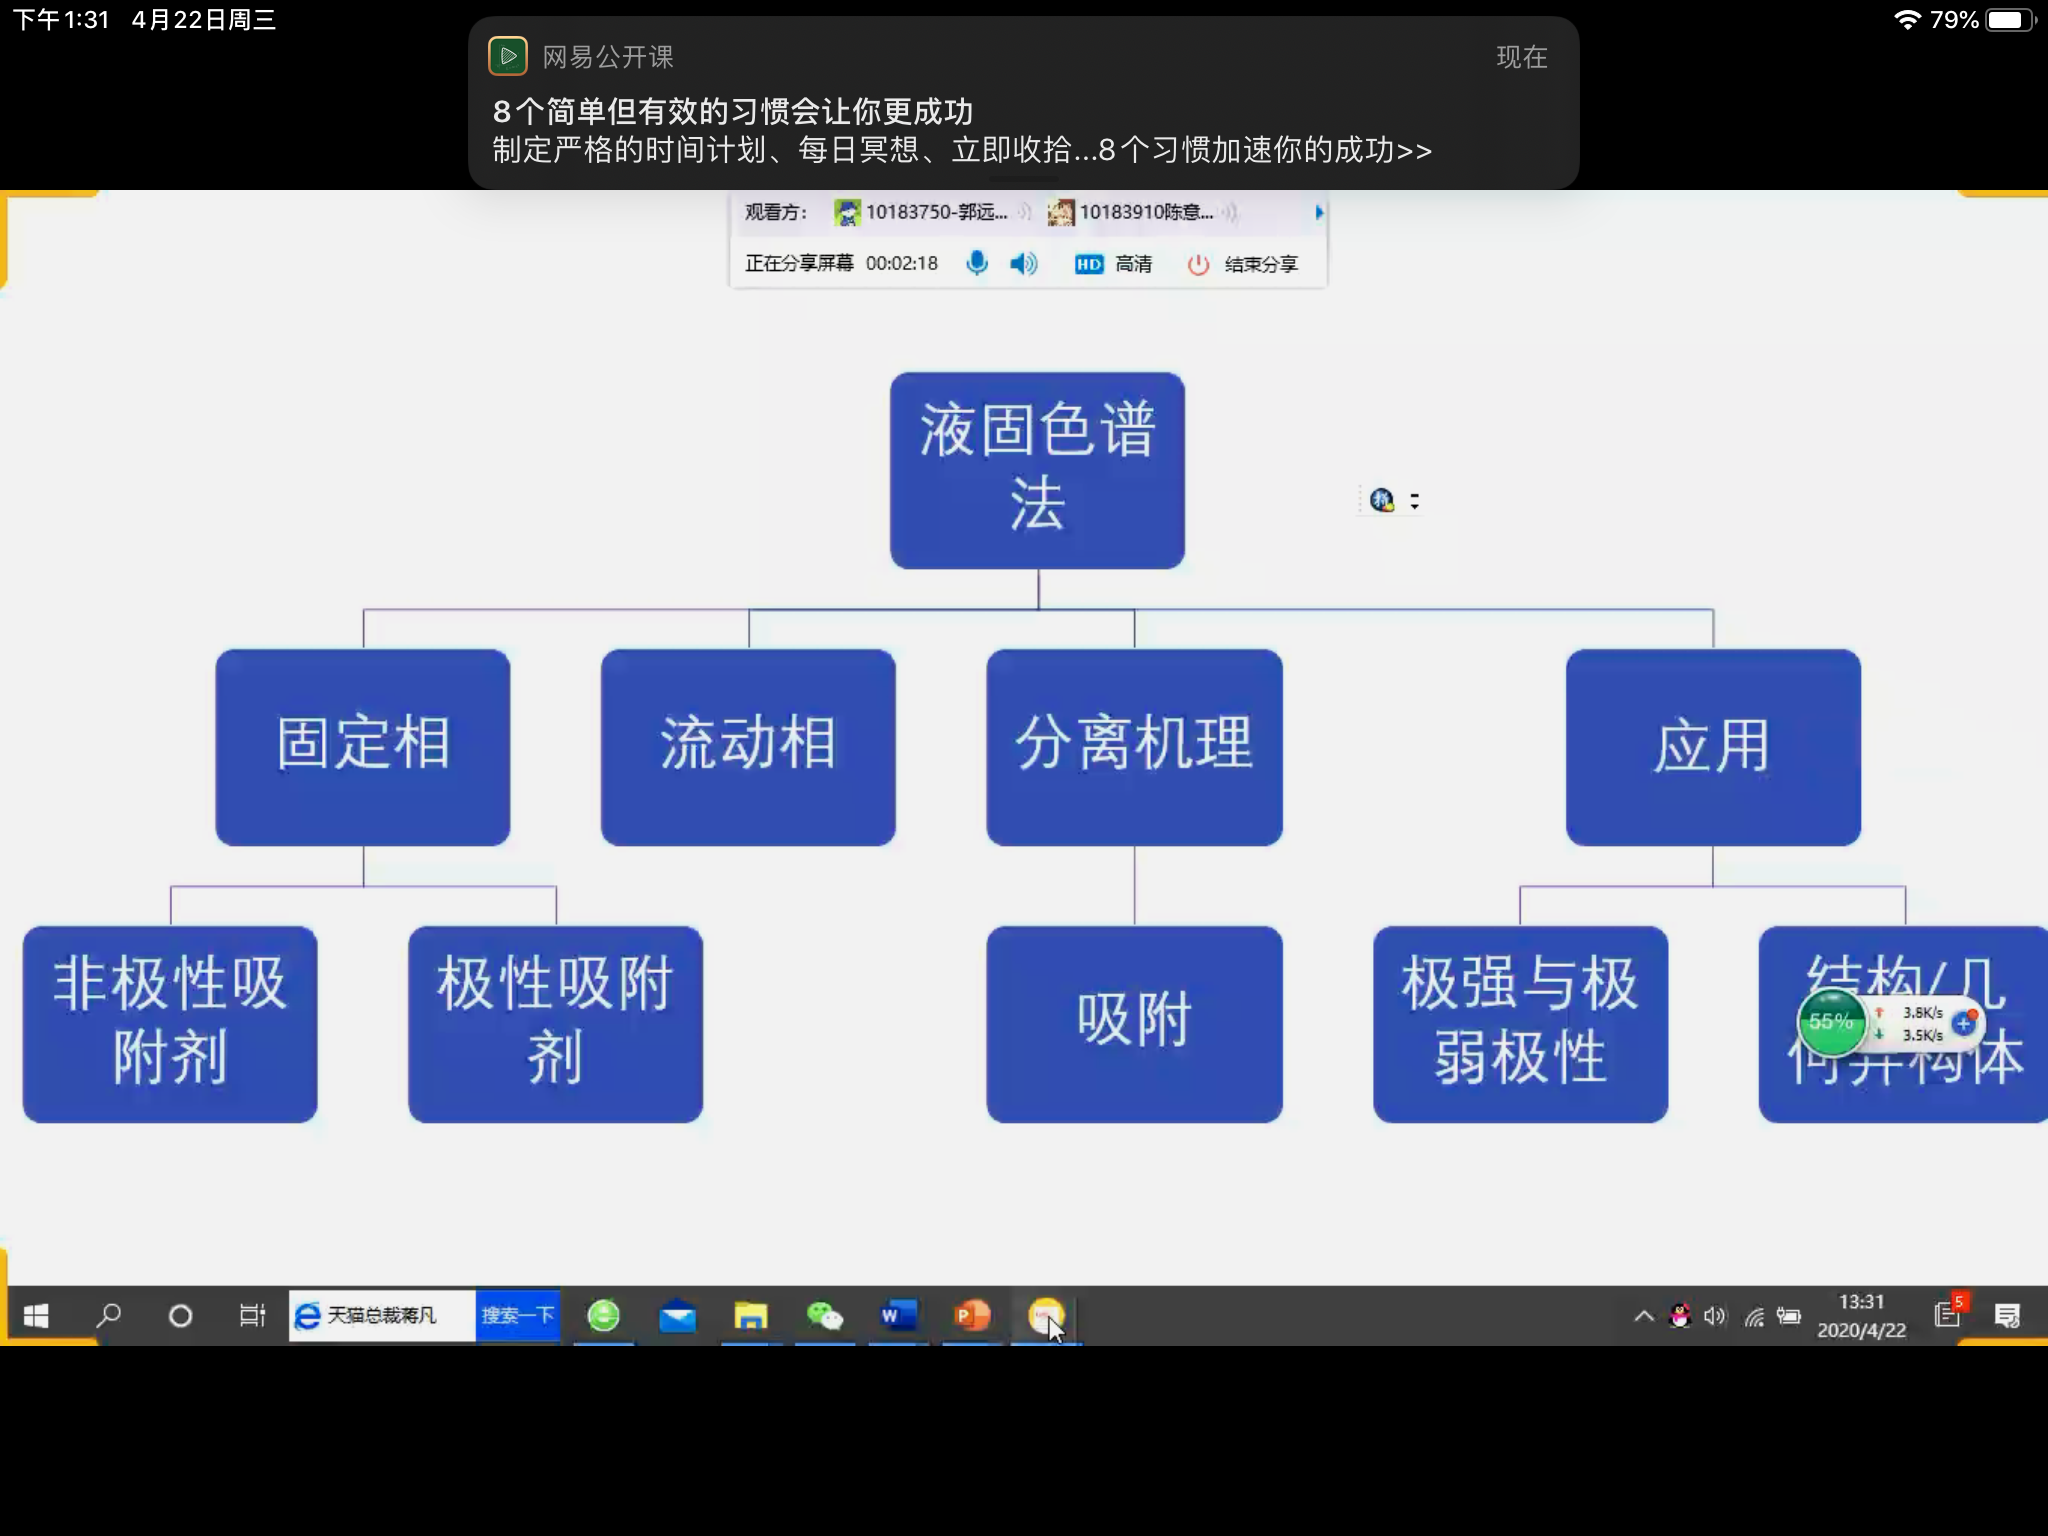 下午1:31 4月22日周三
79%
网易公开课
现在
8个简单但有效的习惯会让你更成功
制定严格的时间计划、每日冥想、立即收拾...8个习惯加速你的成功>>
观看方: 10183750-郭远... 10183910陈意...
正在分享屏幕 00:02:18 HD 高清 结束分享
液固色谱
法
固定相
流动相
分离机理
应用
非极性吸
附剂
极性吸附
剂
吸附
极强与极
弱极性
结构/几
何异构体
55%
3.8K/s
3.5K/s
天猫总裁蒋凡
搜索一下
13:31
2020/4/22
5